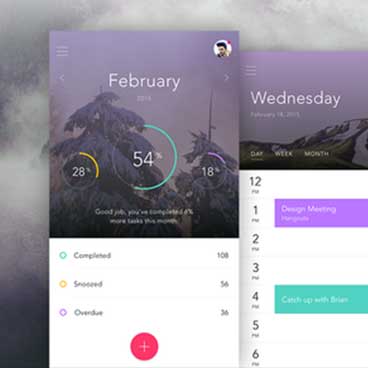 February
2015
28%
54%
18%
Good job, you've completed 6%
more tasks this month.
Completed 108
Snoozed 56
Overdue 36
Wednesday
February 18, 2015
DAY WEEK MONTH
12
PM
1
PM
Design Meeting
Hangouts
2
PM
3
PM
4
PM
Catch up with Brian
5
PM
6
PM